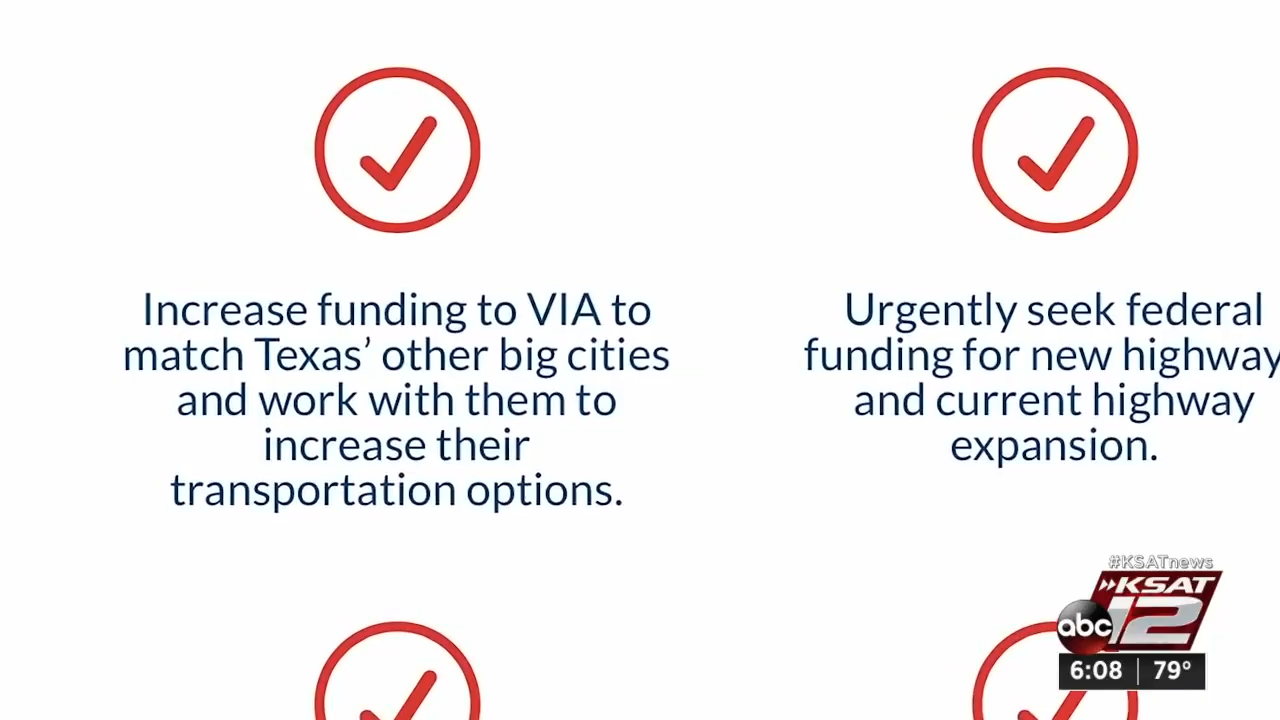 Increase funding to VIA to
match Texas’ other big cities
and work with them to
increase their
transportation options.
Urgently seek federal
funding for new highway
and current highway
expansion.
#KSATnews
KSAT
abc 12
6:08 79°